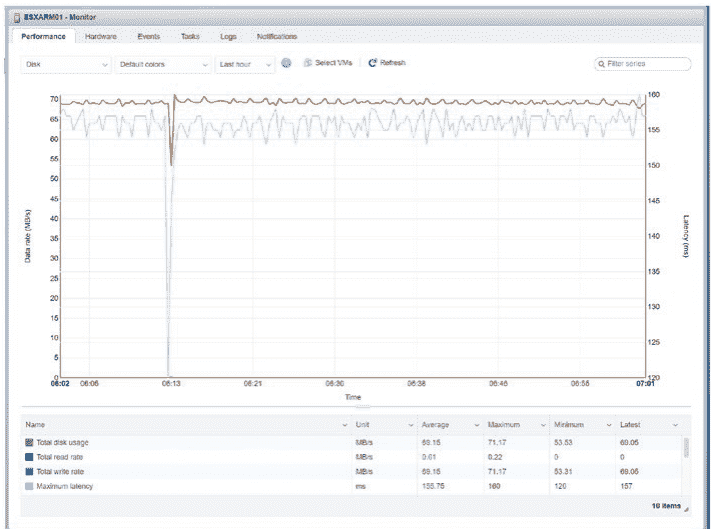 ESXARM01 - Monitor
Performance Hardware Events Tasks Logs Notifications
Disk Default colors Last hour Select VMs Refresh Filter series
70 160
65 155
60
55 150
50
45 145
40
35 140
30
25 135
20
15 130
10
5 125
0 120
Data rate (MB/s)
Latency (ms)
06:02 06:06 06:13 06:21 06:30 06:38 06:46 06:55 07:01
Time
Name Unit Average Maximum Minimum Latest
Total disk usage MB/s 69.15 71.17 53.53 69.05
Total read rate MB/s 0.01 0.22 0 0
Total write rate MB/s 69.15 71.17 53.31 69.05
Maximum latency ms 155.75 160 120 157
18 items